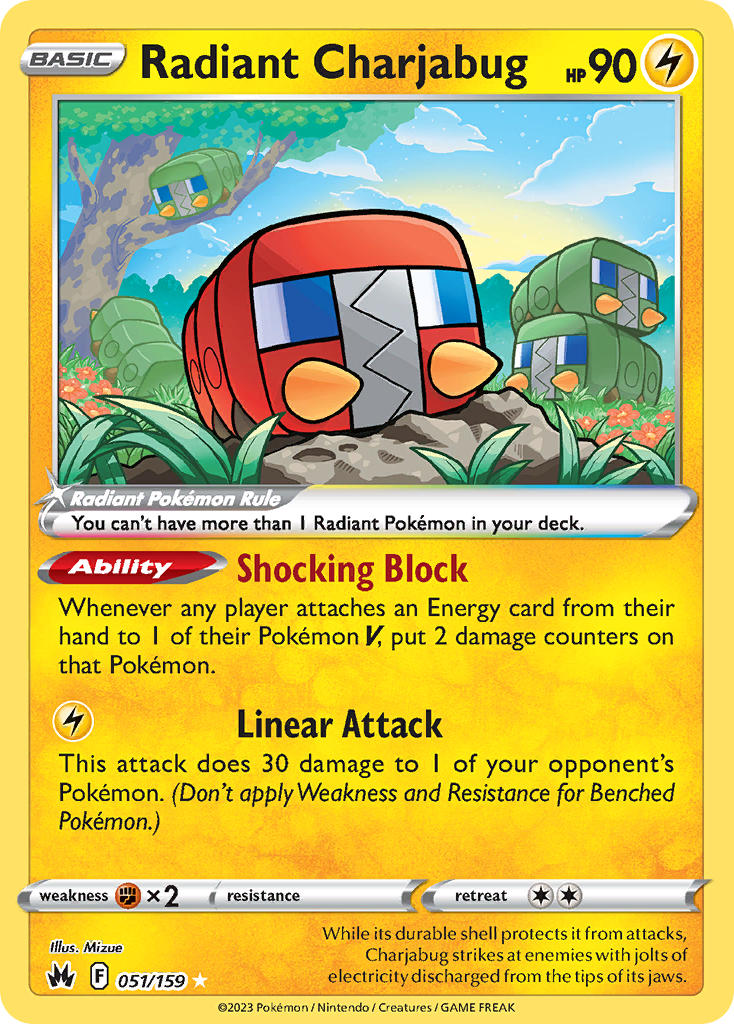 BASIC Radiant Charjabug HP90
Radiant Pokémon Rule
You can't have more than 1 Radiant Pokémon in your deck.
Ability Shocking Block
Whenever any player attaches an Energy card from their
hand to 1 of their Pokémon V, put 2 damage counters on
that Pokémon.
Linear Attack
This attack does 30 damage to 1 of your opponent's
Pokémon. (Don't apply Weakness and Resistance for Benched
Pokémon.)
weakness ×2 resistance retreat
While its durable shell protects it from attacks,
Charjabug strikes at enemies with jolts of
electricity discharged from the tips of its jaws.
Illus. Mizue
F 051/159
©2023 Pokémon / Nintendo / Creatures / GAME FREAK